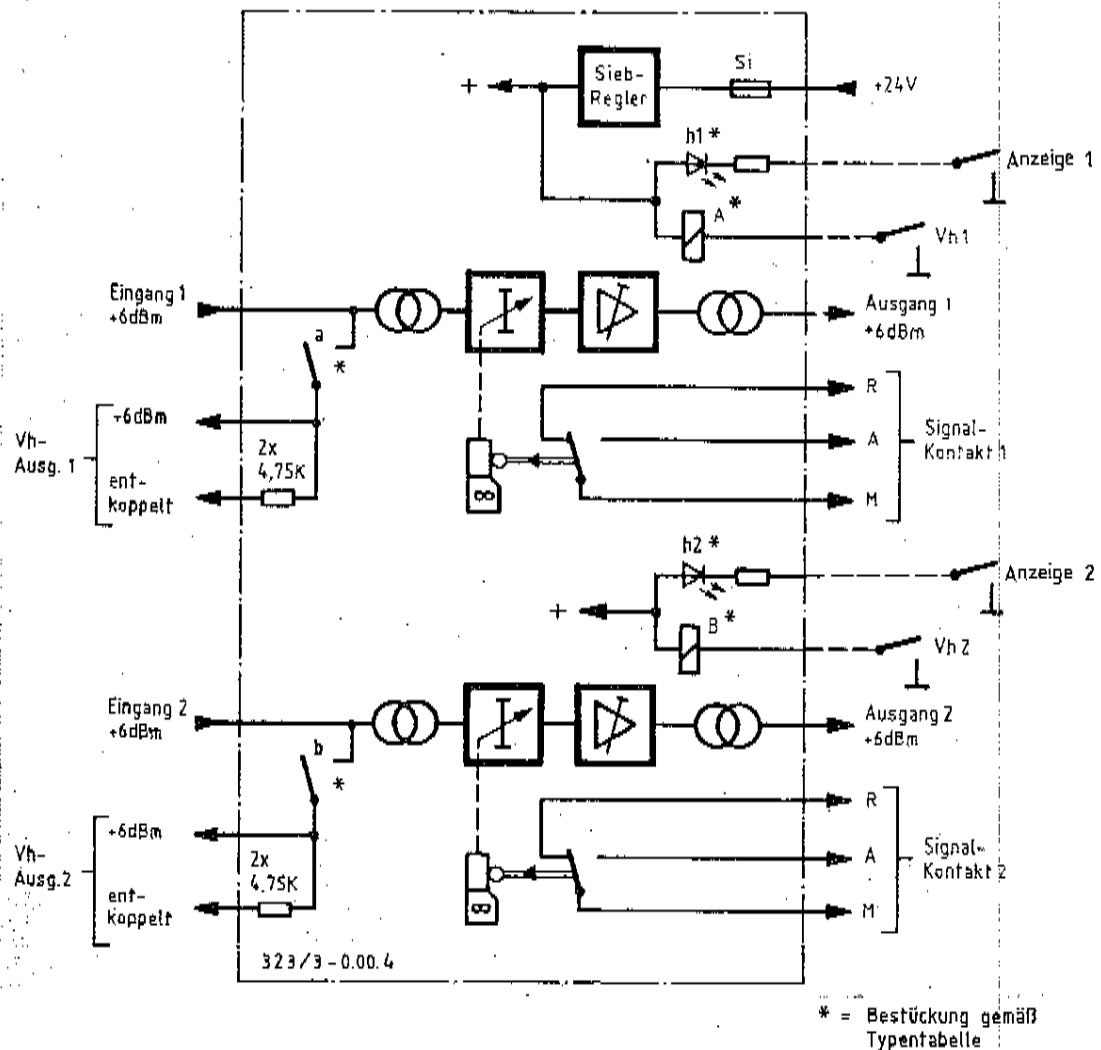 Sieb-
Regler
Si
+
+24V
h1 *
Anzeige 1
A *
Vh 1
Eingang 1
+6dBm
Ausgang 1
+6dBm
a
*
R
+6dBm
Vh-
Ausg. 1
2x
4,75K
A
Signal-
Kontakt 1
ent-
koppelt
∞
M
h2 *
Anzeige 2
+
B *
Vh 2
Eingang 2
+6dBm
Ausgang 2
+6dBm
b
*
R
+6dBm
Vh-
Ausg.2
2x
4.75K
A
Signal-
Kontakt 2
ent-
koppelt
∞
M
323/3-0.00.4
* = Bestückung gemäß
Typentabelle